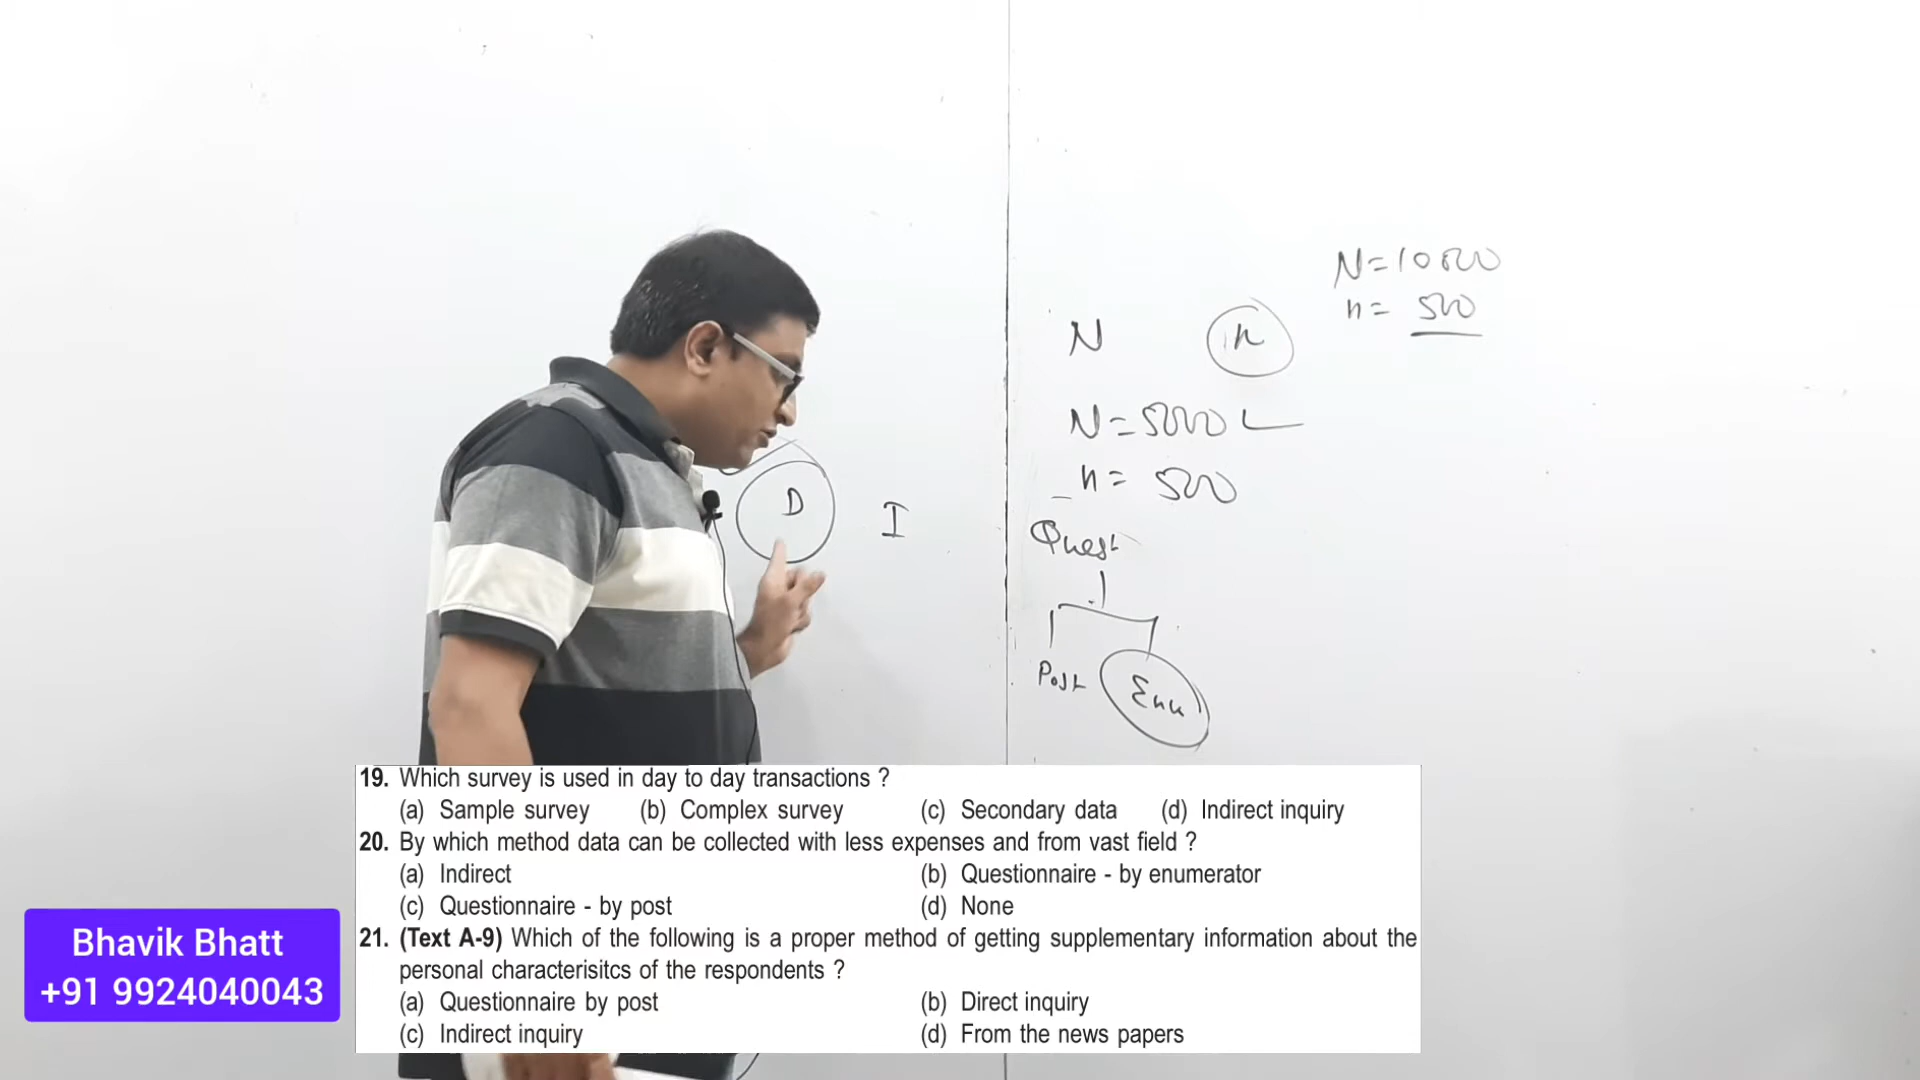 N=10000
n= 500
N n
N=5000
n= 500
D I
Quest
Post Enu
19. Which survey is used in day to day transactions ?
(a) Sample survey (b) Complex survey (c) Secondary data (d) Indirect inquiry
20. By which method data can be collected with less expenses and from vast field ?
(a) Indirect (b) Questionnaire - by enumerator
(c) Questionnaire - by post (d) None
21. (Text A-9) Which of the following is a proper method of getting supplementary information about the
personal characterisitcs of the respondents ?
(a) Questionnaire by post (b) Direct inquiry
(c) Indirect inquiry (d) From the news papers
Bhavik Bhatt
+91 9924040043